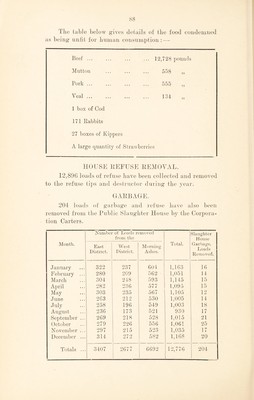 88
The table below gives details of the food condemned
as being unfit for human consumption:—
Beef ... ... ... ... 12,728 pounds
Mutton ... ... ... 558 „
Pork ... ... ... ... 555 „
Veal ... ... ... ... 134 „
1 box of Cod
171 Rabbits
27 boxes of Kippers
A large quantity of Strawberries
HOUSE REFUSE REMOVAL.
12,896 loads of refuse have been collected and removed
to the refuse tips and destructor during the year.
GARBAGE.
204 loads of garbage and refuse have also been
removed from the Public Slaughter House by the Corpora-
tion Carters.
Month. Number of Loads removed from the East District. West District. Morning Ashes. Total. Slaughter House Garbage, Loads Removed.
January ... 322 237 604 1,163 16
February ... 280 209 562 1,051 14
March ... 304 248 593 1,145 15
April ... 282 236 577 1,095 15
May ... 303 235 567 1,105 12
June ... 263 212 530 1,005 14
July ... 258 196 549 1,003 18
August ... 236 173 521 930 17
September ... 269 218 528 1,015 21
October ... 279 226 556 1,061 25
November ... 297 215 523 1,035 17
December ... 314 272 582 1,168 20
Totals ... 3407 2677 6692 12,776 204